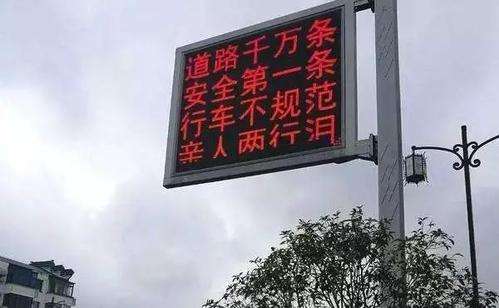 道路千万条
安全第一条
行车不规范
亲人两行泪